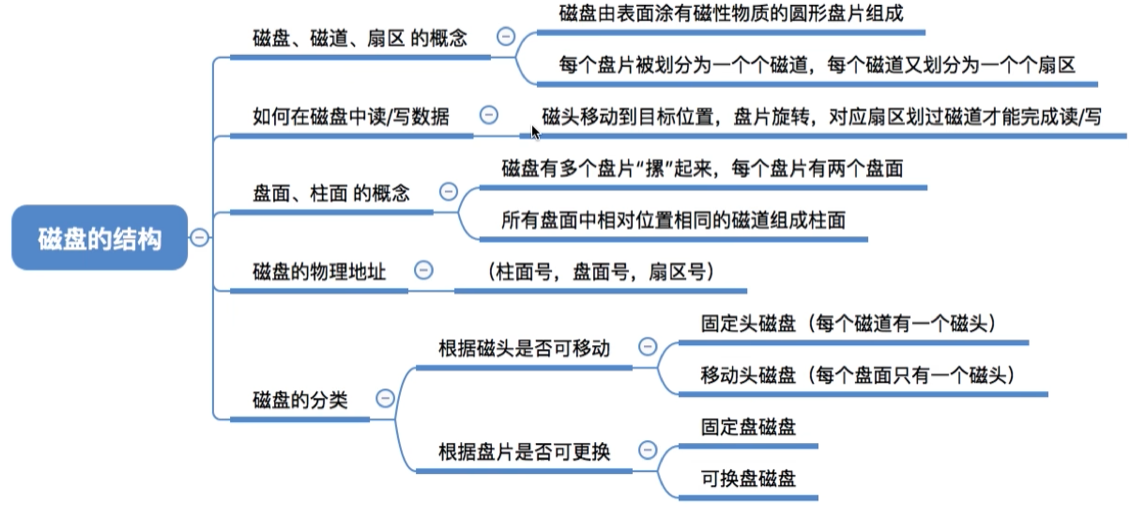 磁盘的结构
磁盘、磁道、扇区 的概念
磁盘由表面涂有磁性物质的圆形盘片组成
每个盘片被划分为一个个磁道，每个磁道又划分为一个个扇区
如何在磁盘中读/写数据
磁头移动到目标位置，盘片旋转，对应扇区划过磁道才能完成读/写
盘面、柱面 的概念
磁盘有多个盘片“摞”起来，每个盘片有两个盘面
所有盘面中相对位置相同的磁道组成柱面
磁盘的物理地址
（柱面号，盘面号，扇区号）
磁盘的分类
根据磁头是否可移动
固定头磁盘（每个磁道有一个磁头）
移动头磁盘（每个盘面只有一个磁头）
根据盘片是否可更换
固定盘磁盘
可换盘磁盘